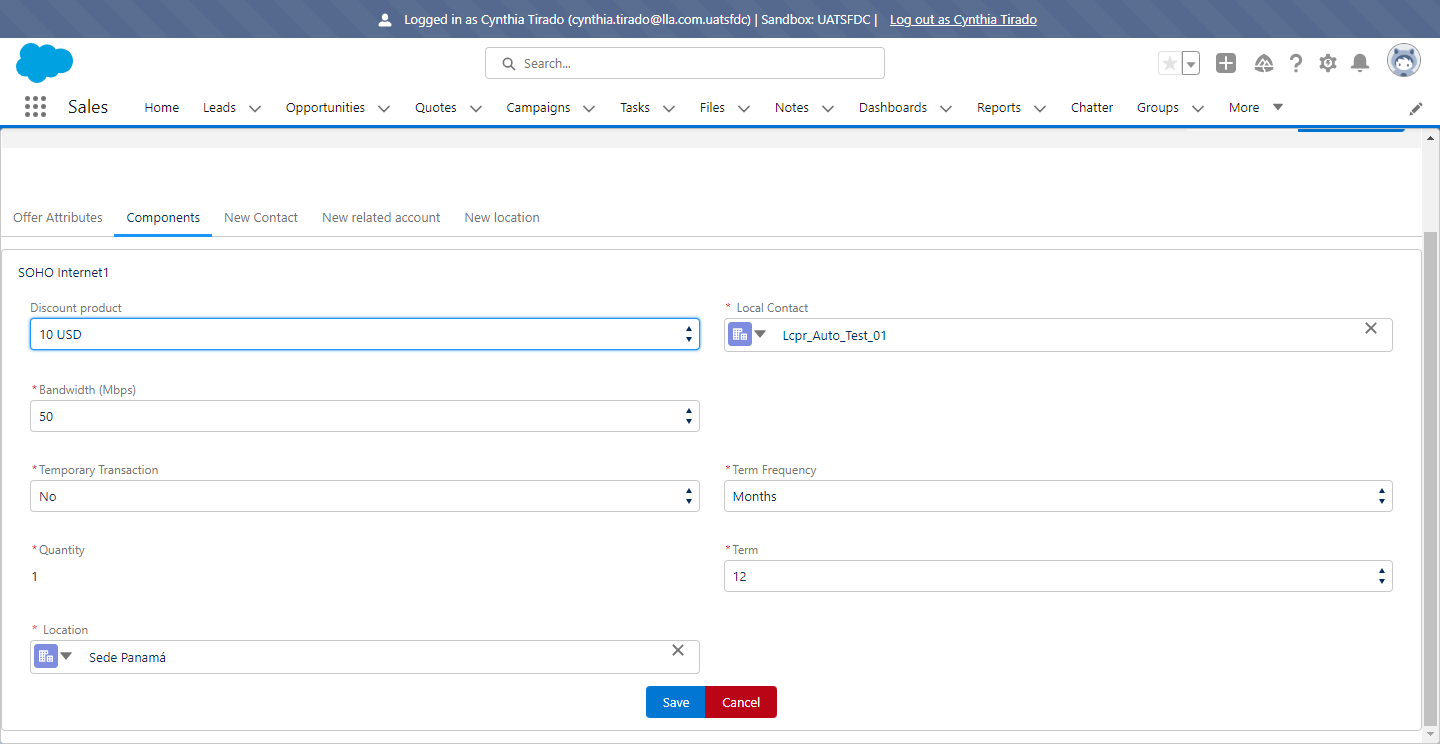 Logged in as Cynthia Tirado (cynthia.tirado@lla.com.uatsfdc) | Sandbox: UATSFDC | Log out as Cynthia Tirado
Search...
Sales Home Leads Opportunities Quotes Campaigns Tasks Files Notes Dashboards Reports Chatter Groups More
Offer Attributes Components New Contact New related account New location
SOHO Internet1
Discount product * Local Contact
10 USD Lcpr_Auto_Test_01
* Bandwidth (Mbps)
50
* Temporary Transaction * Term Frequency
No Months
* Quantity * Term
1 12
* Location
Sede Panamá
Save Cancel